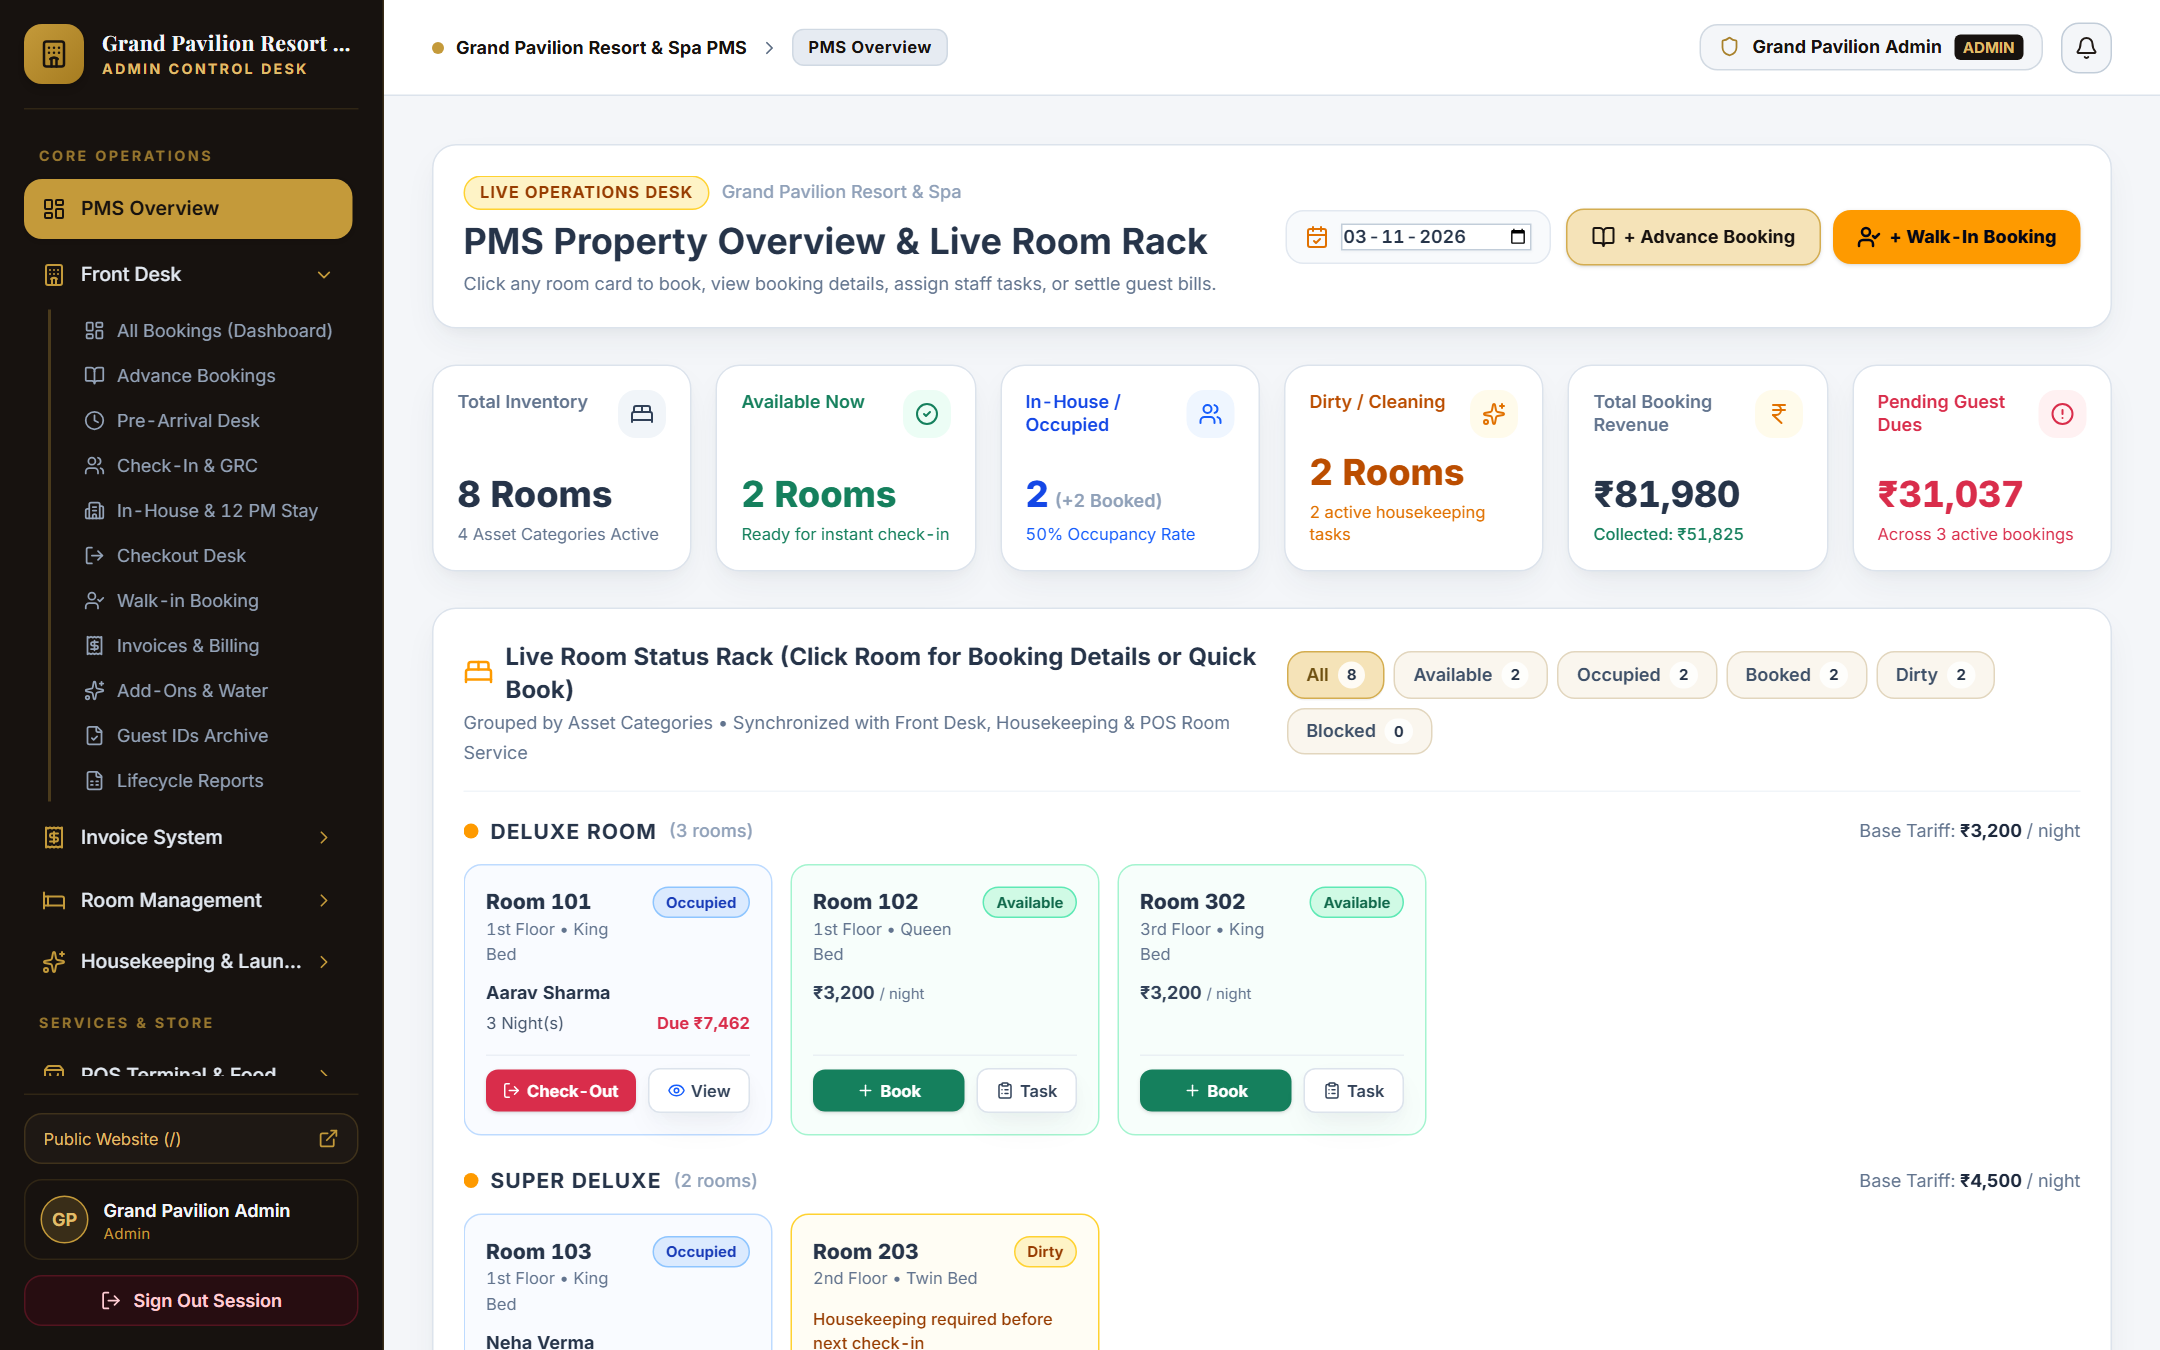 Grand Pavilion Resort ...
ADMIN CONTROL DESK
CORE OPERATIONS
PMS Overview
Front Desk
All Bookings (Dashboard)
Advance Bookings
Pre-Arrival Desk
Check-In & GRC
In-House & 12 PM Stay
Checkout Desk
Walk-in Booking
Invoices & Billing
Add-Ons & Water
Guest IDs Archive
Lifecycle Reports
Invoice System
Room Management
Housekeeping & Laun...
SERVICES & STORE
POS Terminal & Food
Public Website (/)
GP
Grand Pavilion Admin
Admin
Sign Out Session
Grand Pavilion Resort & Spa PMS
PMS Overview
Grand Pavilion Admin ADMIN
LIVE OPERATIONS DESK Grand Pavilion Resort & Spa
PMS Property Overview & Live Room Rack
Click any room card to book, view booking details, assign staff tasks, or settle guest bills.
03-11-2026
+ Advance Booking
+ Walk-In Booking
Total Inventory
8 Rooms
4 Asset Categories Active
Available Now
2 Rooms
Ready for instant check-in
In-House /
Occupied
2 (+2 Booked)
50% Occupancy Rate
Dirty / Cleaning
2 Rooms
2 active housekeeping
tasks
Total Booking
Revenue
₹81,980
Collected: ₹51,825
Pending Guest
Dues
₹31,037
Across 3 active bookings
Live Room Status Rack (Click Room for Booking Details or Quick
Book)
Grouped by Asset Categories • Synchronized with Front Desk, Housekeeping & POS Room
Service
All 8
Available 2
Occupied 2
Booked 2
Dirty 2
Blocked 0
DELUXE ROOM (3 rooms)
Base Tariff: ₹3,200 / night
Room 101
Occupied
1st Floor • King
Bed
Aarav Sharma
3 Night(s)
Due ₹7,462
Check-Out
View
Room 102
Available
1st Floor • Queen
Bed
₹3,200 / night
+ Book
Task
Room 302
Available
3rd Floor • King
Bed
₹3,200 / night
+ Book
Task
SUPER DELUXE (2 rooms)
Base Tariff: ₹4,500 / night
Room 103
Occupied
1st Floor • King
Bed
Neha Verma
Room 203
Dirty
2nd Floor • Twin Bed
Housekeeping required before
next check-in